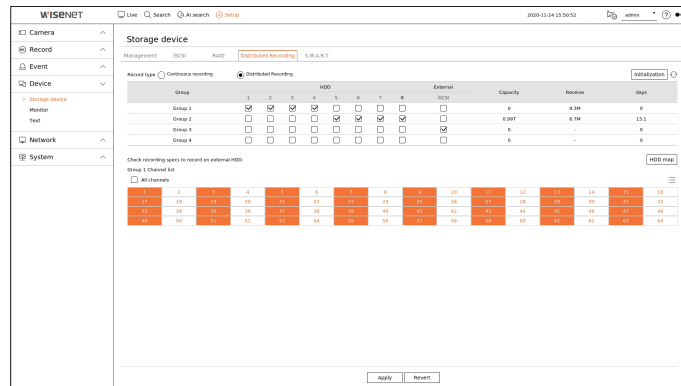 WISENET
Live Search AI search Setup 2020-11-24 15:50:52 admin
Camera
Record
Event
Device
Storage device
Monitor
Text
Network
System
Storage device
Management iSCSI RAID Distributed Recording S.M.A.R.T
Record type Continuous recording Distributed Recording Initialization
Group HDD External Capacity Receive days
1 2 3 4 5 6 7 8 iSCSI
Group 1 0 9.3M 0
Group 2 0.99T 6.7M 13.1
Group 3 0 - 0
Group 4 0 - 0
Check recording specs to record on external HDD. HDD map
Group 1 Channel list
All channels
1 2 3 4 5 6 7 8 9 10 11 12 13 14 15 16
17 18 19 20 21 22 23 24 25 26 27 28 29 30 31 32
33 34 35 36 37 38 39 40 41 42 43 44 45 46 47 48
49 50 51 52 53 54 55 56 57 58 59 60 61 62 63 64
Apply Revert